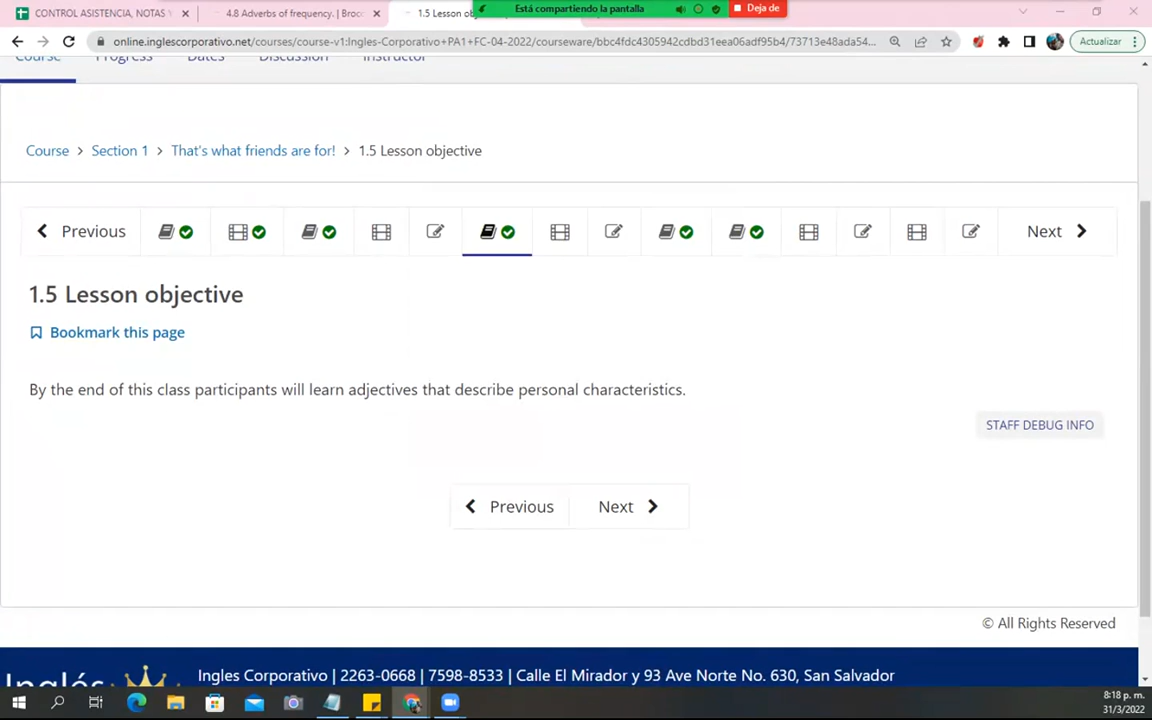 CONTROL ASISTENCIA, NOTAS
4.8 Adverbs of frequency. | Broc
1.5 Lesson
Está compartiendo la pantalla
Deja de
online.inglescorporativo.net/courses/course-v1:Ingles-Corporativo+PA1+FC-04-2022/courseware/bbc4fdc4305942cdbd31eea06adf95b4/73713e48ada54...
Actualizar
Course Progress Dates Discussion Instructor
Course > Section 1 > That's what friends are for! > 1.5 Lesson objective
Previous
Next
1.5 Lesson objective
Bookmark this page
By the end of this class participants will learn adjectives that describe personal characteristics.
STAFF DEBUG INFO
Previous Next
© All Rights Reserved
Inglés
Ingles Corporativo | 2263-0668 | 7598-8533 | Calle El Mirador y 93 Ave Norte No. 630, San Salvador
8:18 p. m.
31/3/2022